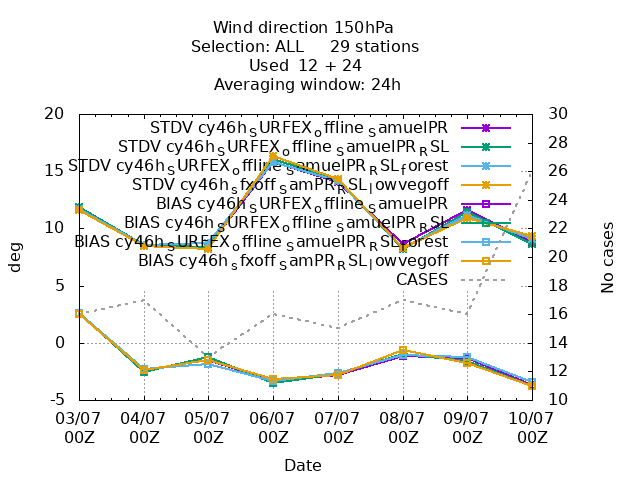 Wind direction 150hPa
Selection: ALL 29 stations
Used 12 + 24
Averaging window: 24h
20
15
10
5
0
-5
deg
30
28
26
24
22
20
18
16
14
12
10
No cases
STDV cy46h_SURFEX_offline_SamuelPR
STDV cy46h_SURFEX_offline_SamuelPR_RSL
STDV cy46h_SURFEX_offline_SamuelPR_RSL_forest
STDV cy46h_sfxoff_SamPR_RSL_lowvegoff
BIAS cy46h_SURFEX_offline_SamuelPR
BIAS cy46h_SURFEX_offline_SamuelPR_RSL
BIAS cy46h_SURFEX_offline_SamuelPR_RSL_forest
BIAS cy46h_sfxoff_SamPR_RSL_lowvegoff
CASES
03/07 04/07 05/07 06/07 07/07 08/07 09/07 10/07
00Z 00Z 00Z 00Z 00Z 00Z 00Z 00Z
Date